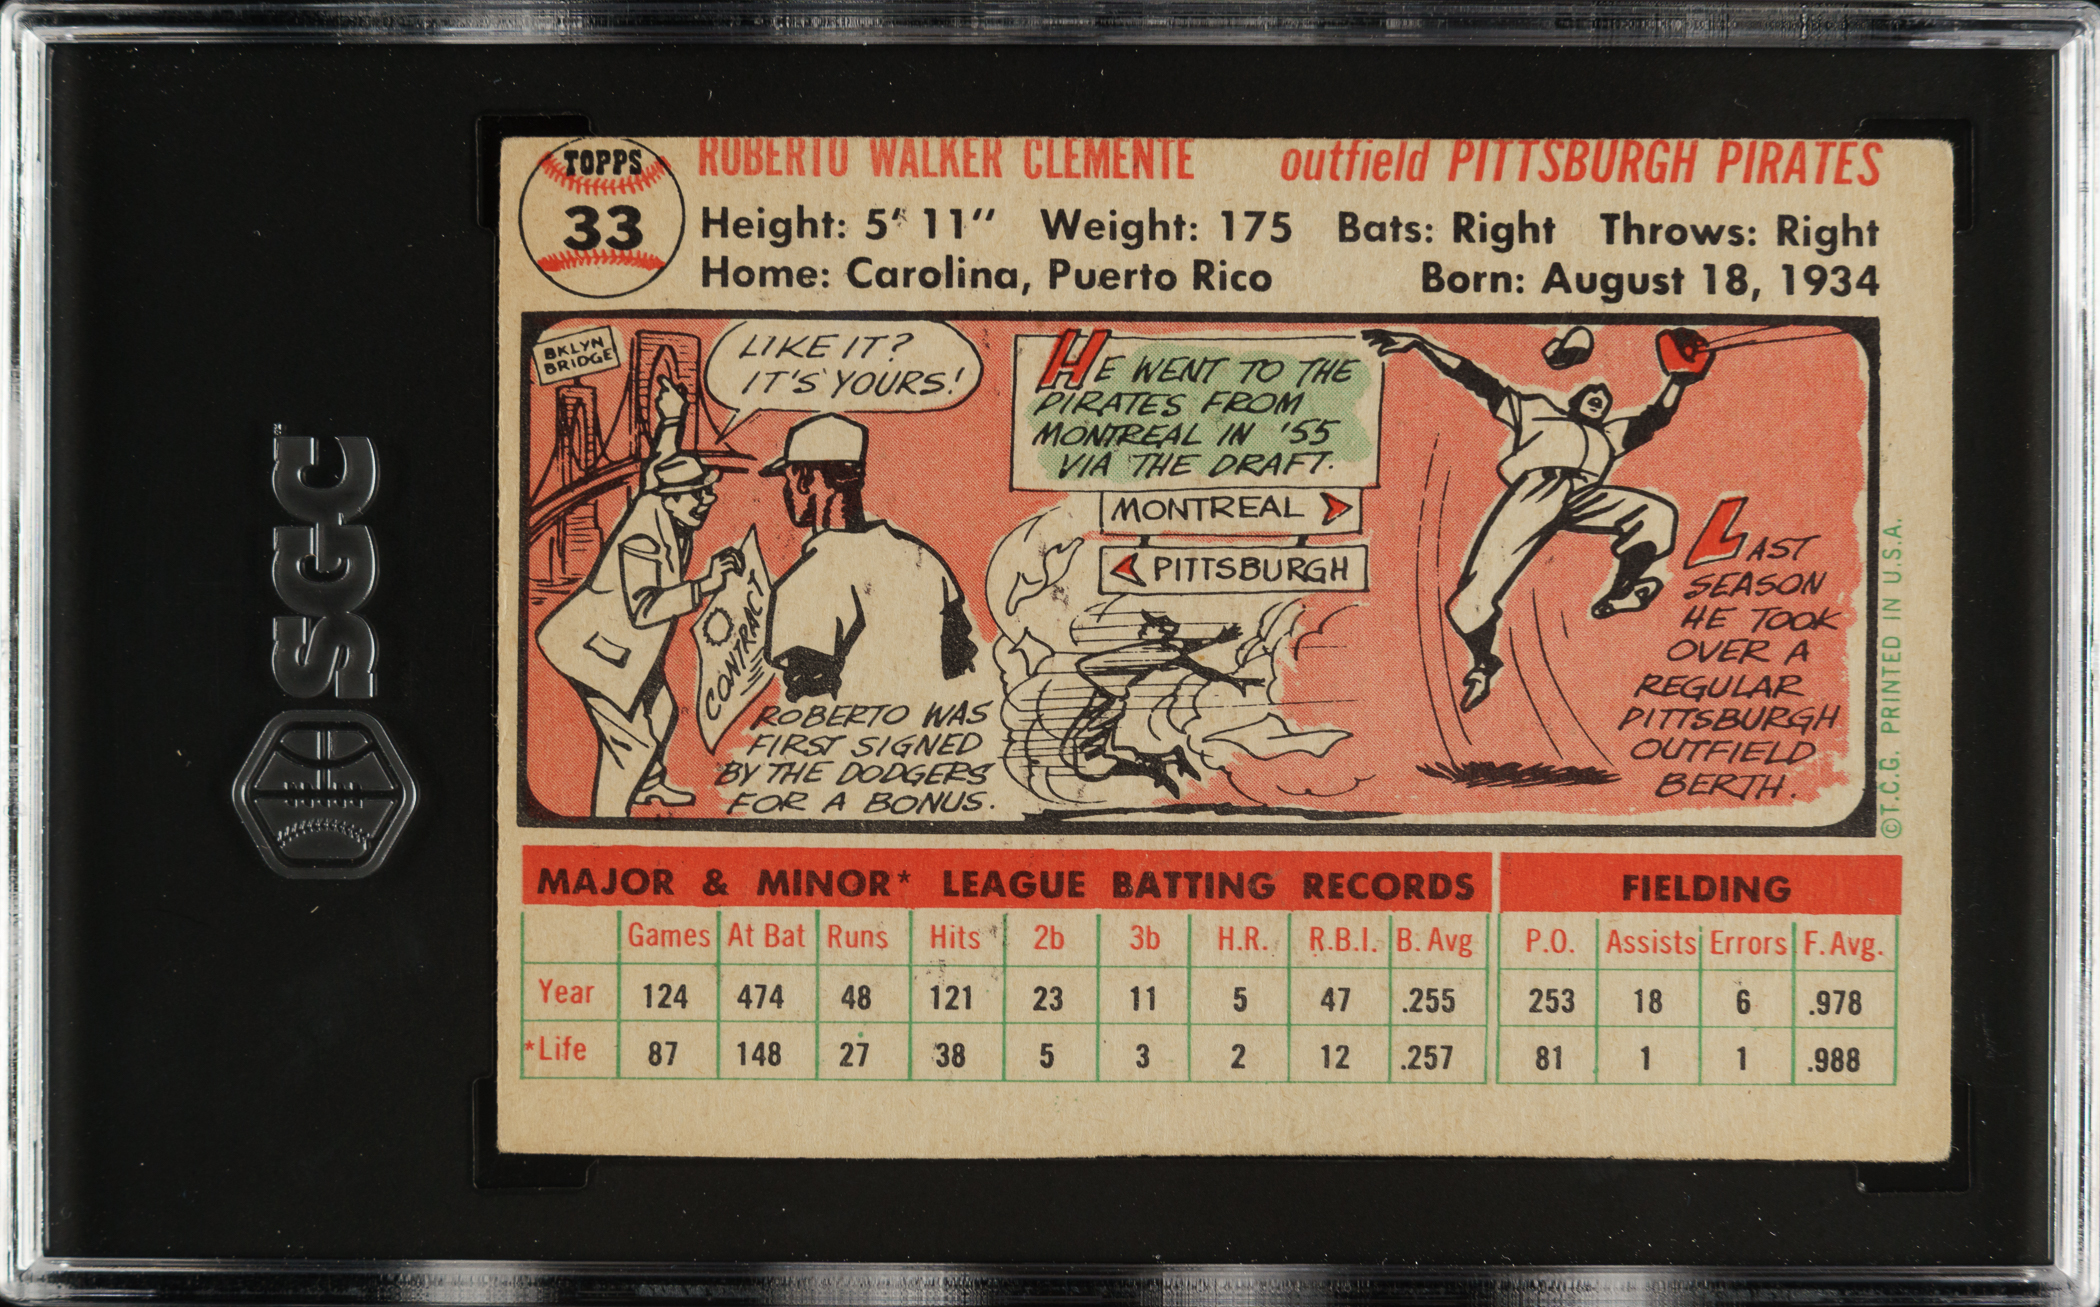 TOPPS
33
ROBERTO WALKER CLEMENTE outfield PITTSBURGH PIRATES
Height: 5' 11" Weight: 175 Bats: Right Throws: Right
Home: Carolina, Puerto Rico Born: August 18, 1934
BKLYN
BRIDGE
LIKE IT?
IT'S YOURS!
CONTRACT
ROBERTO WAS
FIRST SIGNED
BY THE DODGERS
FOR A BONUS.
HE WENT TO THE
PIRATES FROM
MONTREAL IN '55
VIA THE DRAFT.
MONTREAL
PITTSBURGH
LAST
SEASON
HE TOOK
OVER A
REGULAR
PITTSBURGH
OUTFIELD
BERTH.
©T.C.G. PRINTED IN U.S.A.
MAJOR & MINOR* LEAGUE BATTING RECORDS FIELDING
Games At Bat Runs Hits 2b 3b H.R. R.B.I. B. Avg P.O. Assists Errors F. Avg.
Year 124 474 48 121 23 11 5 47 .255 253 18 6 .978
*Life 87 148 27 38 5 3 2 12 .257 81 1 1 .988
SGC